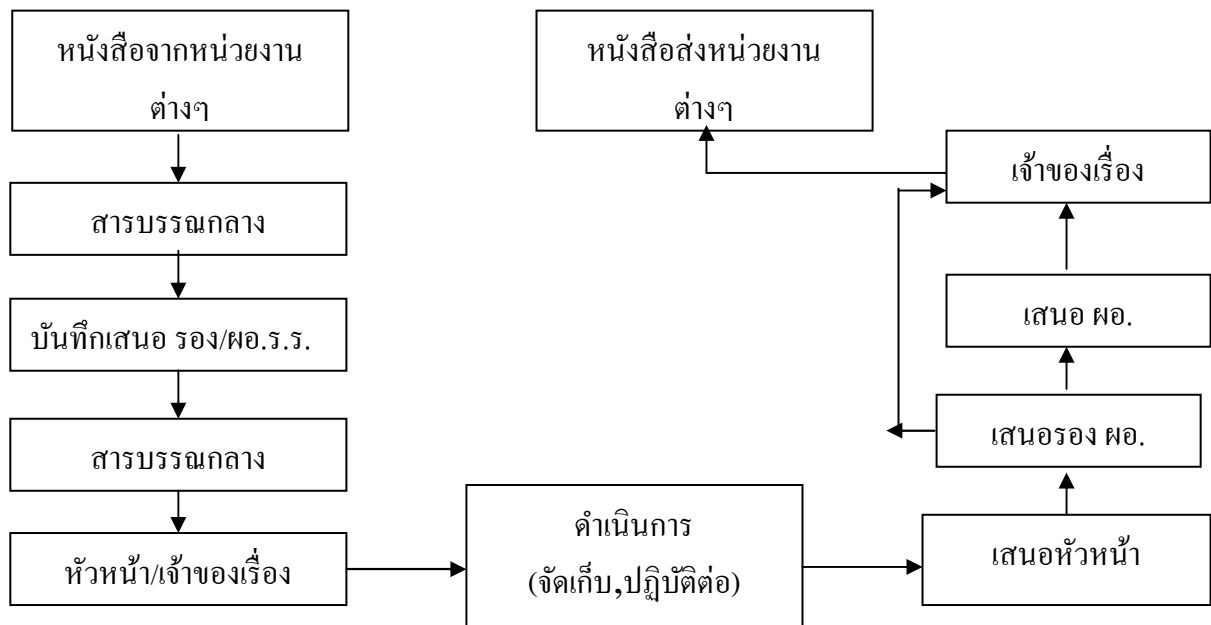 หนังสือจากหน่วยงาน
ต่างๆ
สารบรรณกลาง
บันทึกเสนอ รอง/ผอ.ร.ร.
สารบรรณกลาง
หัวหน้า/เจ้าของเรื่อง
ดำเนินการ
(จัดเก็บ,ปฏิบัติต่อ)
เสนอหัวหน้า
เสนอรอง ผอ.
เสนอ ผอ.
เจ้าของเรื่อง
หนังสือส่งหน่วยงาน
ต่างๆ